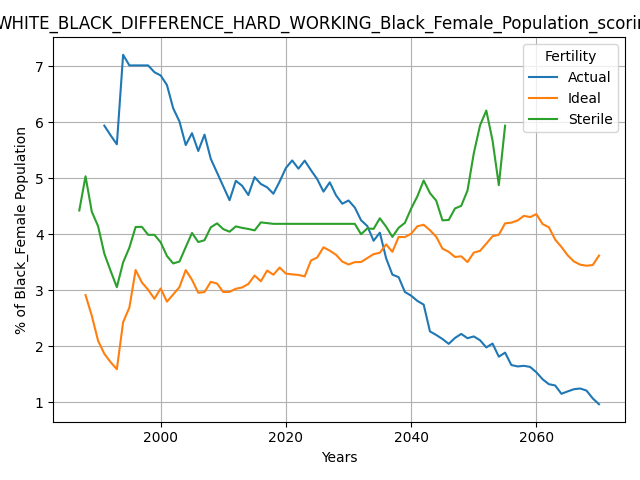 WHITE_BLACK_DIFFERENCE_HARD_WORKING_Black_Female_Population_scorin
Fertility
Actual
Ideal
Sterile
7
6
5
4
3
2
1
% of Black_Female Population
2000
2020
2040
2060
Years